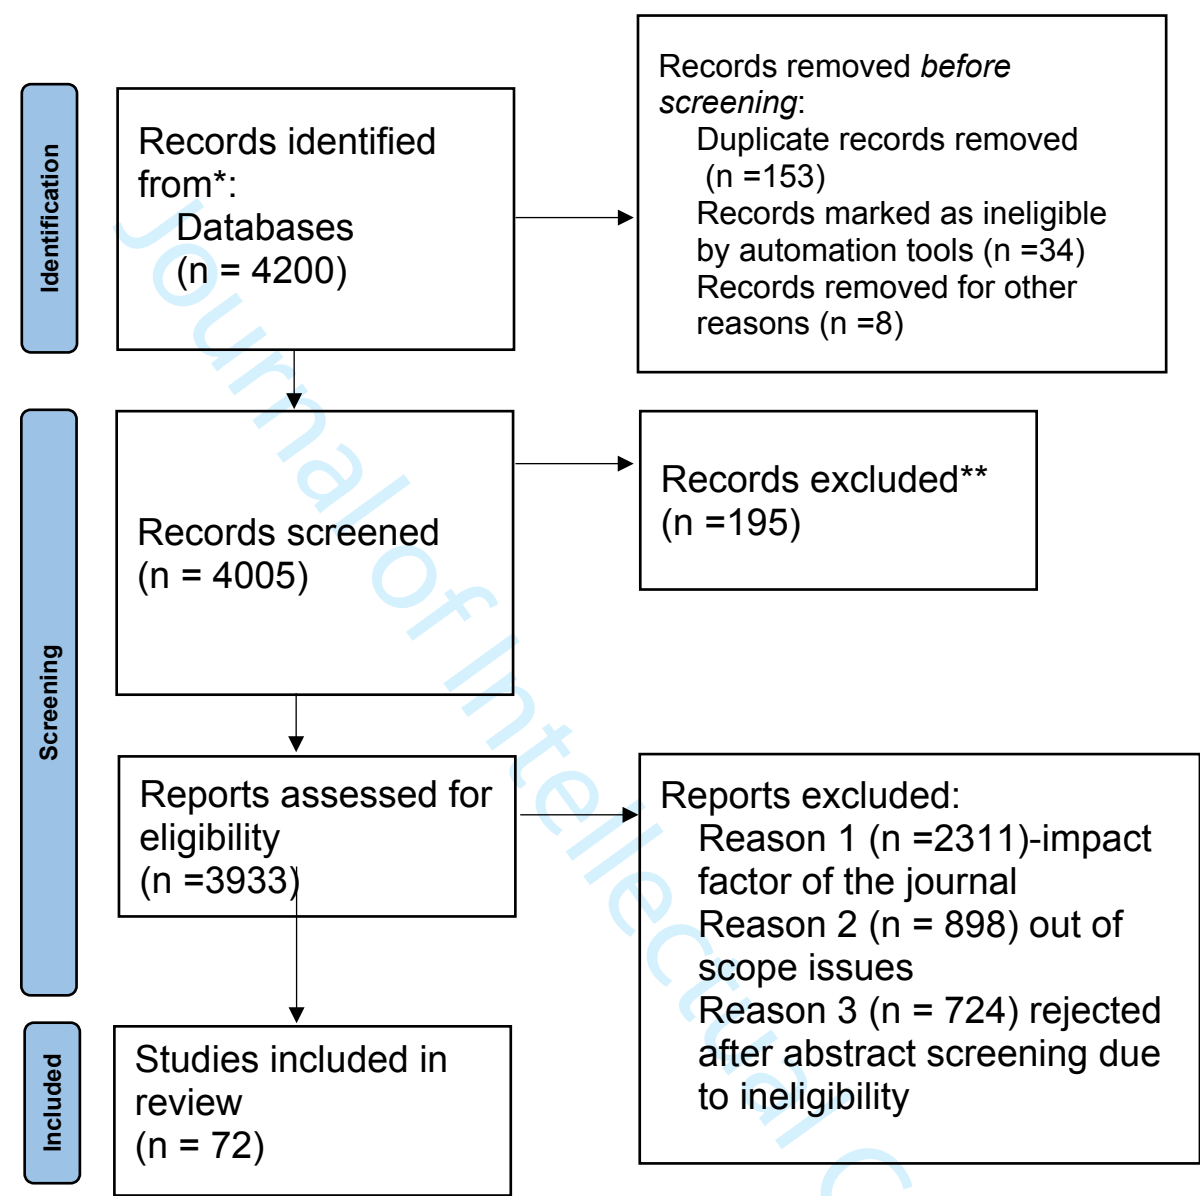 Identification
Records identified
from*:
Databases
(n = 4200)
Records removed before
screening:
Duplicate records removed
(n =153)
Records marked as ineligible
by automation tools (n =34)
Records removed for other
reasons (n =8)
Screening
Records screened
(n = 4005)
Records excluded**
(n =195)
Reports assessed for
eligibility
(n =3933)
Reports excluded:
Reason 1 (n =2311)-impact
factor of the journal
Reason 2 (n = 898) out of
scope issues
Reason 3 (n = 724) rejected
after abstract screening due
to ineligibility
Included
Studies included in
review
(n = 72)
Journal of Intellectual C